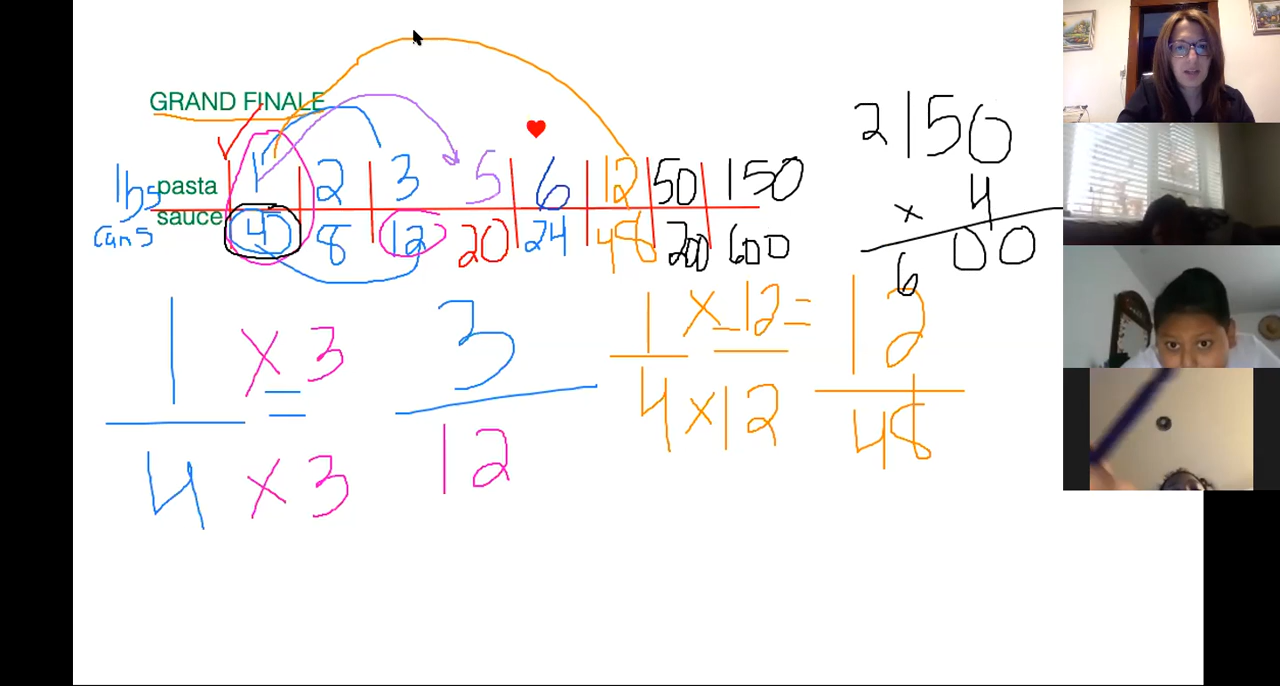 GRAND FINALE
lbs pasta 1 2 3 5 6 12 50 150
cans sauce 4 8 12 20 24 48 200 600
2
150
× 4
600
1 × 3 = 3
4 × 3 12
1 × 12 = 12
4 × 12 48